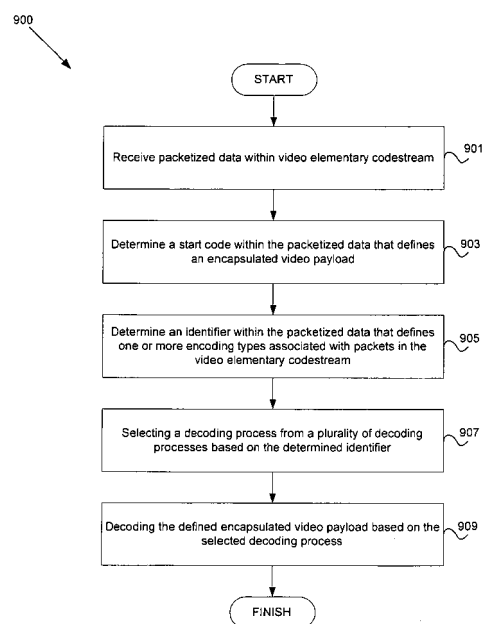 900
START
Receive packetized data within video elementary codestream
901
Determine a start code within the packetized data that defines
an encapsulated video payload
903
Determine an identifier within the packetized data that defines
one or more encoding types associated with packets in the
video elementary codestream
905
Selecting a decoding process from a plurality of decoding
processes based on the determined identifier
907
Decoding the defined encapsulated video payload based on the
selected decoding process
909
FINISH